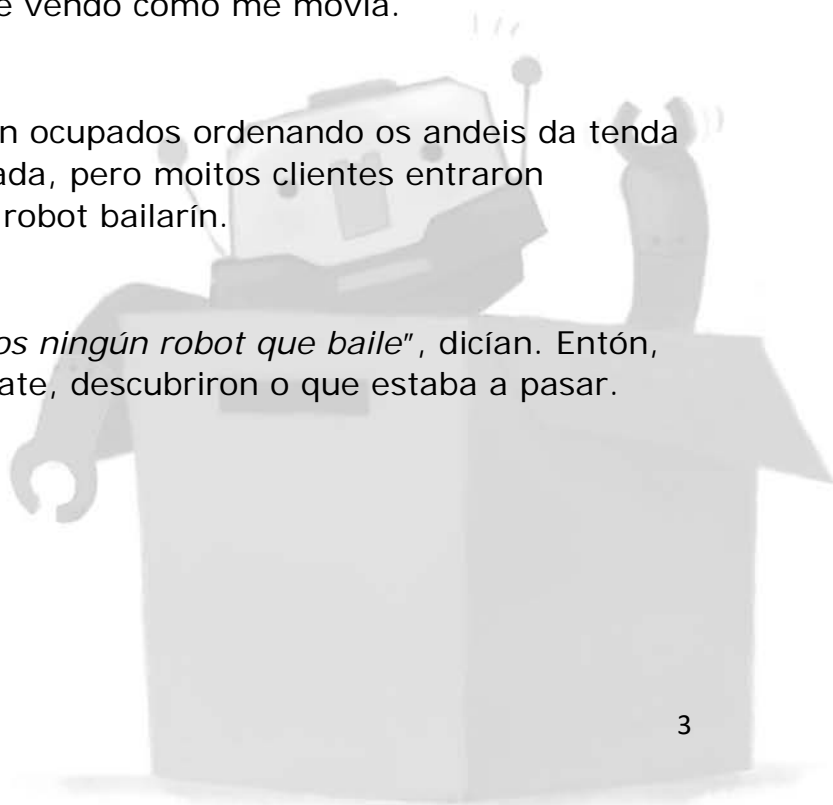 e vendo como me movía.
n ocupados ordenando os andeis da tenda
ada, pero moitos clientes entraron
robot bailarín.
os ningún robot que baile", dicían. Entón,
ate, descubriron o que estaba a pasar.
3